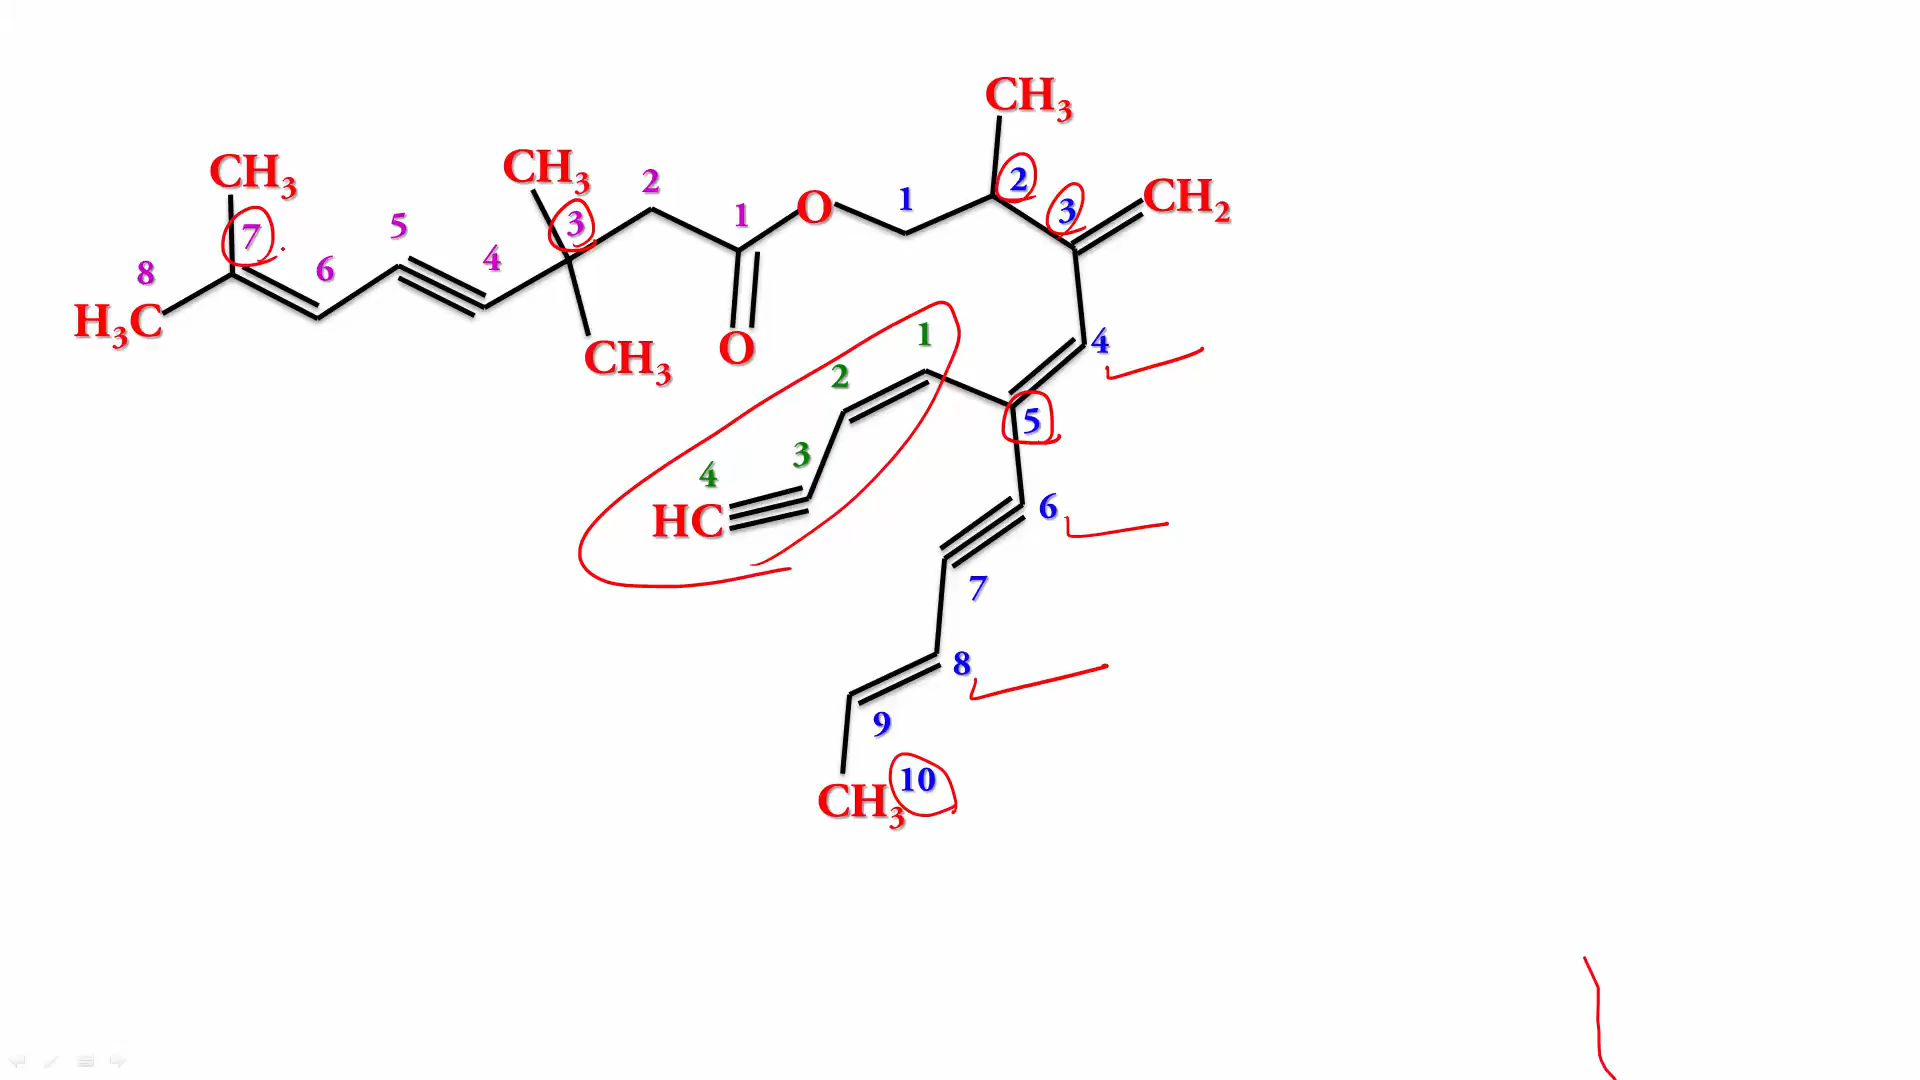 CH₃
CH₃ CH₃ 2 2 CH₂
7 5 3 1 O 1 3
8 6 4
H₃C CH₃ O 1 4
2
4 3 5
HC 6
7
8
9
10
CH₃